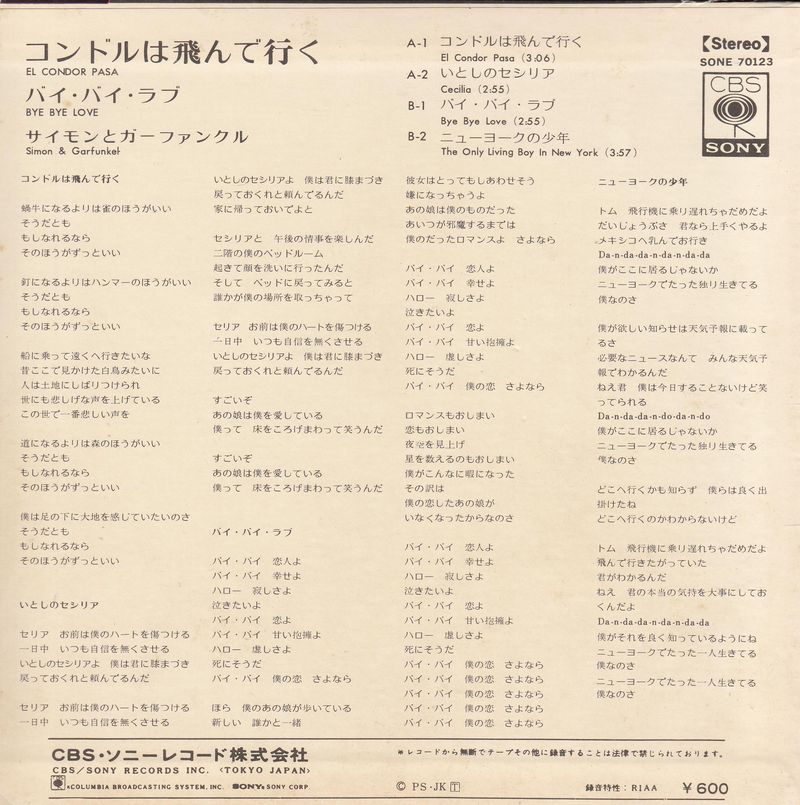 コンドルは飛んで行く
EL CONDOR PASA
バイ・バイ・ラブ
BYE BYE LOVE
サイモンとガーファンクル
Simon & Garfunkel
A-1 コンドルは飛んで行く
El Condor Pasa (3:06)
A-2 いとしのセシリア
Cecilia (2:55)
B-1 バイ・バイ・ラブ
Bye Bye Love (2:55)
B-2 ニューヨークの少年
The Only Living Boy In New York (3:57)
【Stereo】
SONE 70123
CBS
SONY
コンドルは飛んで行く
蝸牛になるよりは雀のほうがいい
そうだとも
もしなれるなら
そのほうがずっといい
釘になるよりはハンマーのほうがいい
そうだとも
もしなれるなら
そのほうがずっといい
船に乗って遠くへ行きたいな
昔ここで見かけた白鳥みたいに
人は土地にしばりつけられ
世にも悲しげな声を上げている
この世で一番悲しい声を
道になるよりは森のほうがいい
そうだとも
もしなれるなら
そのほうがずっといい
僕は足の下に大地を感じていたいのさ
そうだとも
もしなれるなら
そのほうがずっといい
いとしのセシリア
セリア お前は僕のハートを傷つける
一日中 いつも自信を無くさせる
いとしのセシリアよ 僕は君に膝まづき
戻っておくれと頼んでるんだ
セリア お前は僕のハートを傷つける
一日中 いつも自信を無くさせる
いとしのセシリアよ 僕は君に膝まづき
戻っておくれと頼んでるんだ
家に帰っておいでよと
セシリアと 午後の情事を楽しんだ
二階の僕のベッドルーム
起きて顔を洗いに行ったんだ
そして ベッドに戻ってみると
誰かが僕の場所を取っちゃって
セリア お前は僕のハートを傷つける
一日中 いつも自信を無くさせる
いとしのセシリアよ 僕は君に膝まづき
戻っておくれと頼んでるんだ
すごいぞ
あの娘は僕を愛している
僕って 床をころげまわって笑うんだ
すごいぞ
あの娘は僕を愛している
僕って 床をころげまわって笑うんだ
バイ・バイ・ラブ
バイ・バイ 恋人よ
バイ・バイ 幸せよ
ハロー 寂しさよ
泣きたいよ
バイ・バイ 恋よ
バイ・バイ 甘い抱擁よ
ハロー 虚しさよ
死にそうだ
バイ・バイ 僕の恋 さよなら
ほら 僕のあの娘が歩いている
新しい 誰かと一緒
彼女はとってもしあわせそう
嫌になっちゃうよ
あの娘は僕のものだった
あいつが邪魔するまでは
僕のだったロマンスよ さよなら
バイ・バイ 恋人よ
バイ・バイ 幸せよ
ハロー 寂しさよ
泣きたいよ
バイ・バイ 恋よ
バイ・バイ 甘い抱擁よ
ハロー 虚しさよ
死にそうだ
バイ・バイ 僕の恋 さよなら
ロマンスもおしまい
恋もおしまい
夜空を見上げ
星を数えるのもおしまい
僕がこんなに暇になった
その訳は
僕の恋したあの娘が
いなくなったからなのさ
バイ・バイ 恋人よ
バイ・バイ 幸せよ
ハロー 寂しさよ
泣きたいよ
バイ・バイ 恋よ
バイ・バイ 甘い抱擁よ
ハロー 虚しさよ
死にそうだ
バイ・バイ 僕の恋 さよなら
バイ・バイ 僕の恋 さよなら
バイ・バイ 僕の恋 さよなら
バイ・バイ 僕の恋 さよなら
バイ・バイ 僕の恋 さよなら
ニューヨークの少年
トム 飛行機に乗り遅れちゃだめだよ
だいじょうぶさ 君なら上手くやるよ
メキシコへ乳んでお行き
Da-n-da-da-n-da-n-da-da
僕がここに居るじゃないか
ニューヨークでたった独り生きてる
僕なのさ
僕が欲しい知らせは天気予報に載って
るさ
必要なニュースなんて みんな天気予
報でわかるんだ
ねえ君 僕は今日することないけど笑
ってられる
Da-n-da-da-n-do-da-n-do
僕がここに居るじゃないか
ニューヨークでたった独り生きてる
僕なのさ
どこへ行くかも知らず 僕らは良く出
掛けたね
どこへ行くのかわからないけど
トム 飛行機に乗り遅れちゃだめだよ
飛んで行きたがっていた
君がわかるんだ
ねえ 君の本当の気持を大事にしてお
くんだよ
Da-n-da-da-n-da-n-da-da
僕がそれを良く知っているようにね
ニューヨークでたった一人生きてる
僕なのさ
ニューヨークでたった一人生きてる
僕なのさ
CBS・ソニーレコード株式会社
CBS/SONY RECORDS INC. 〈TOKYO JAPAN〉
&COLUMBIA BROADCASTING SYSTEM, INC. SONY& SONY CORP.
*レコードから無断でテープその他に録音することは法律で禁じられております。
© PS・JK Ⓣ
録音特性：RIAA ¥600